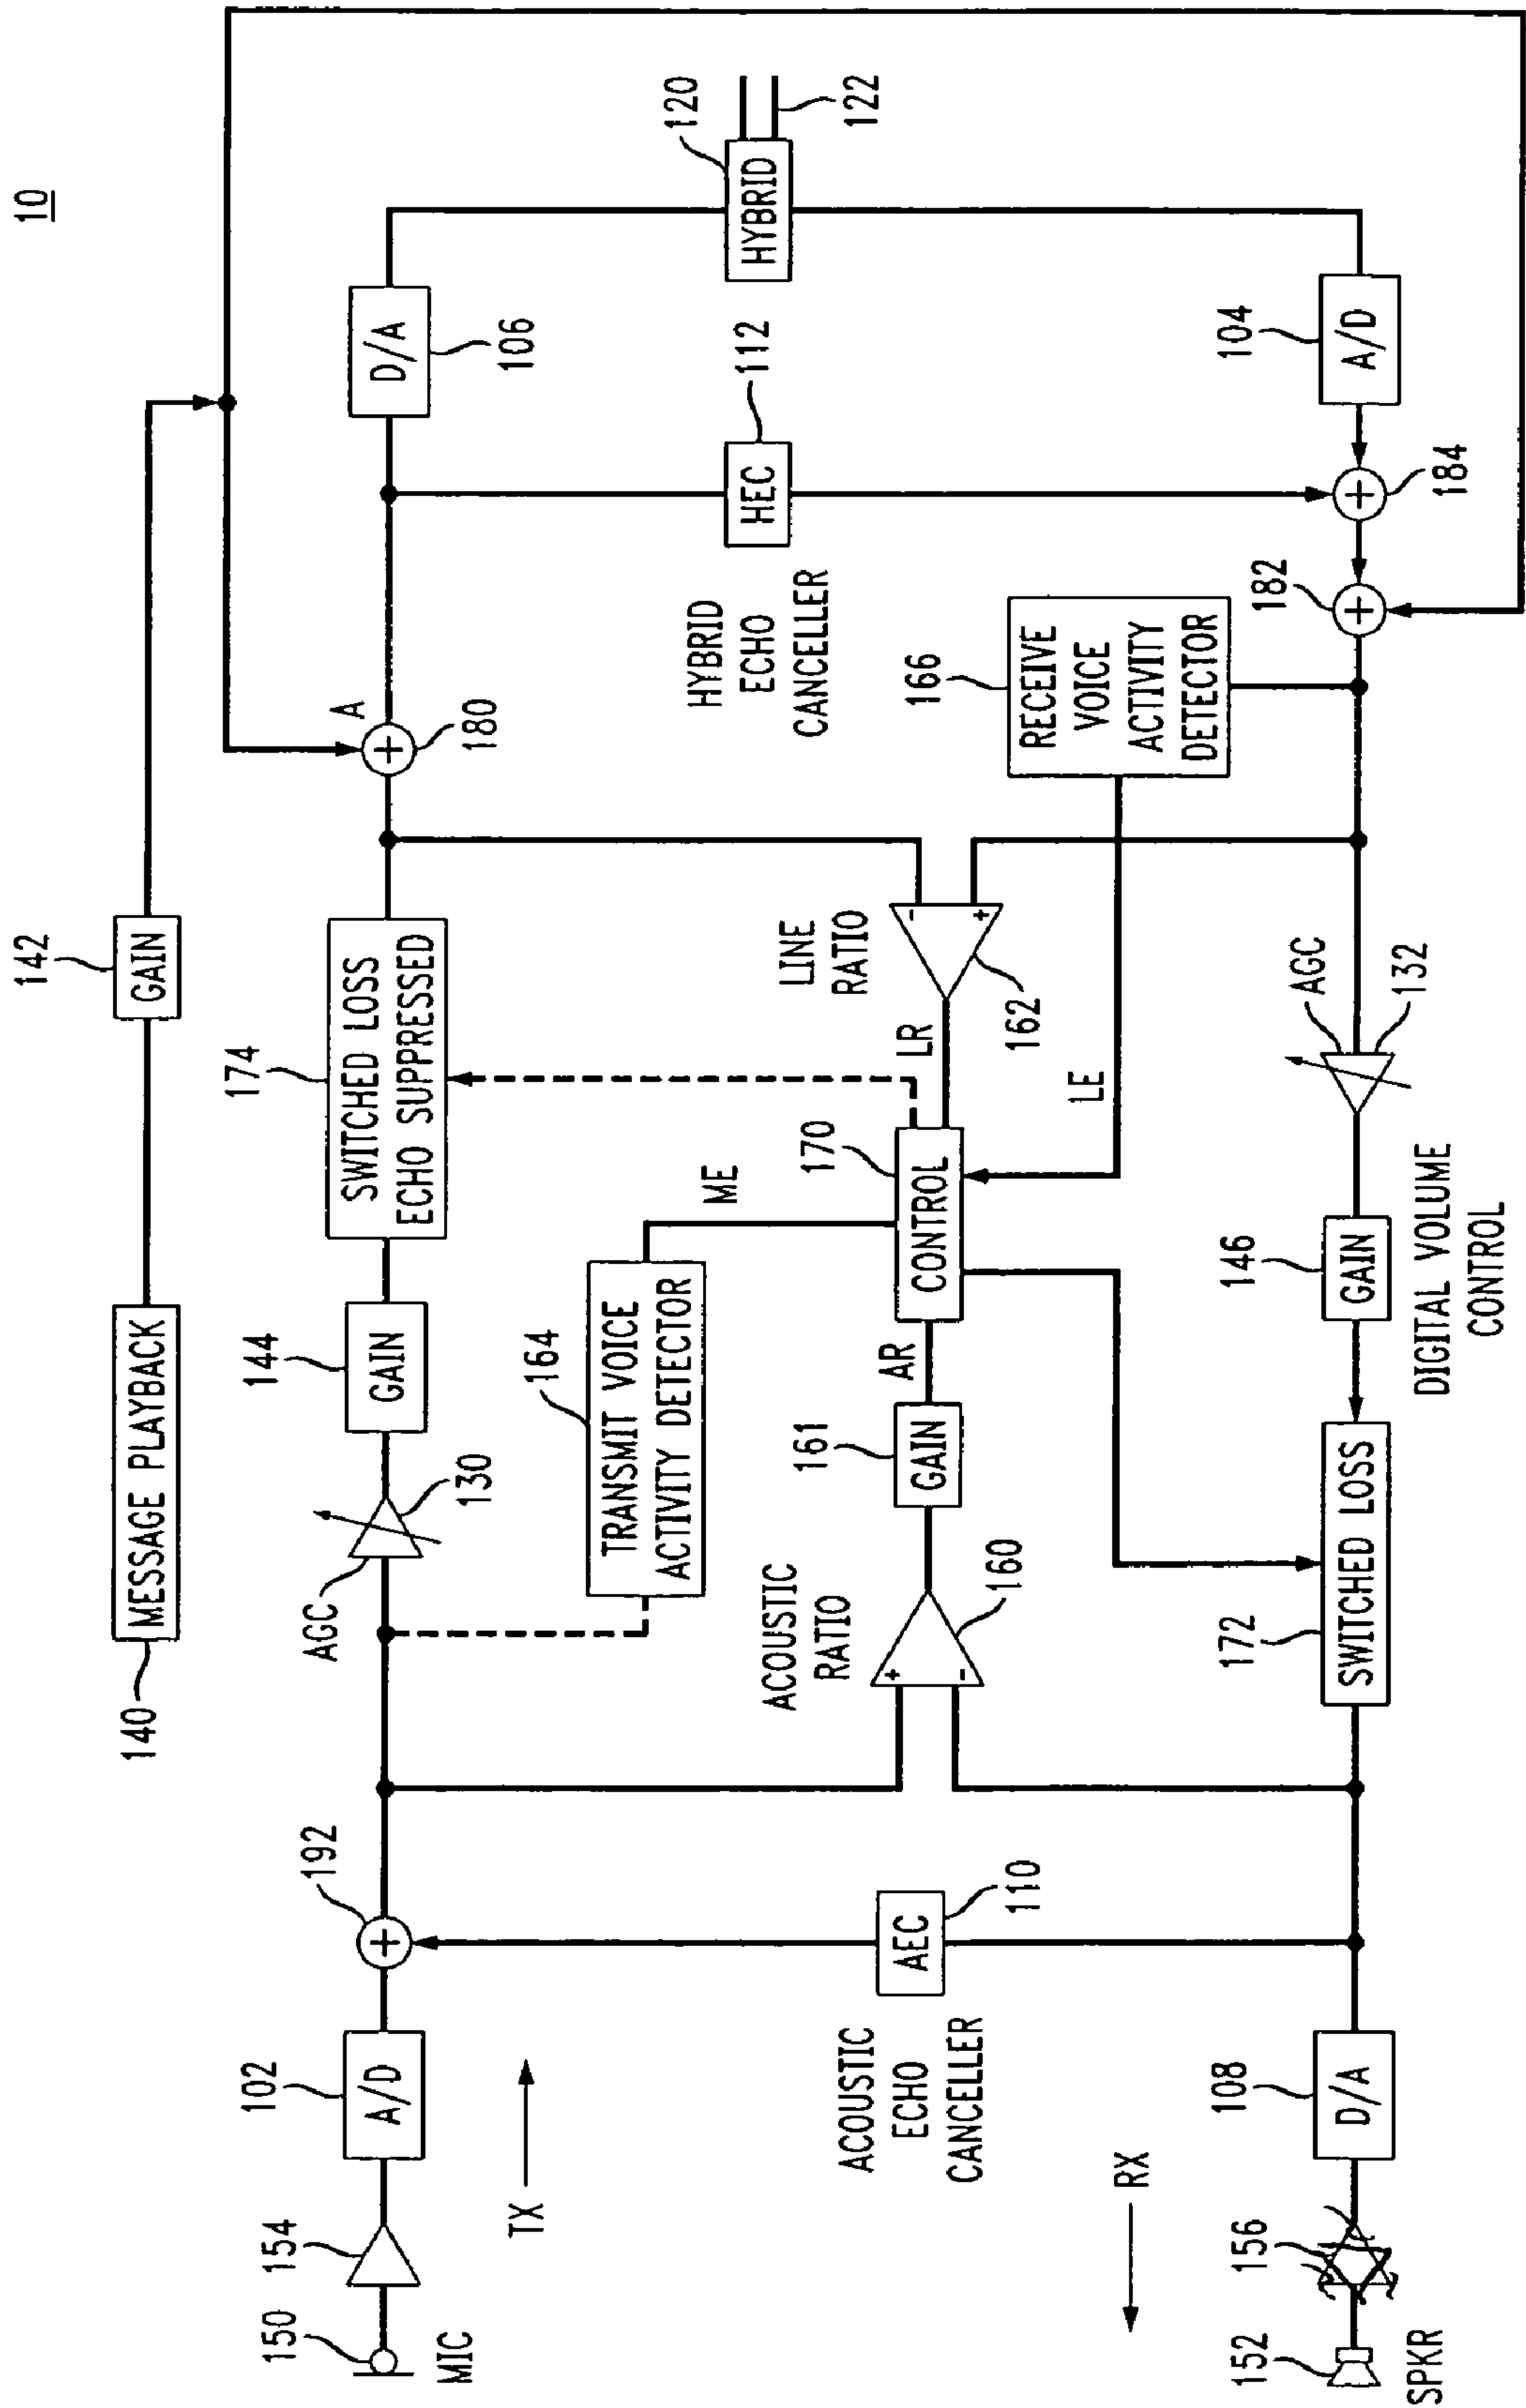 10
140
MESSAGE PLAYBACK
142
GAIN
150
MIC
154
102
A/D
TX
192
AGC
130
144
GAIN
174
SWITCHED LOSS
ECHO SUPPRESSED
+
180
A
D/A
106
164
TRANSMIT VOICE
ACTIVITY DETECTOR
ME
HYBRID
ECHO
CANCELLER
HEC
112
HYBRID
120
122
ACOUSTIC
ECHO
CANCELLER
AEC
110
+
ACOUSTIC
RATIO
+
-
160
161
GAIN
AR
170
CONTROL
LR
LINE
RATIO
-
+
162
LE
166
RECEIVE
VOICE
ACTIVITY
DETECTOR
RX
152
SPKR
156
108
D/A
172
SWITCHED LOSS
146
GAIN
DIGITAL VOLUME
CONTROL
AGC
132
182
+
184
+
104
A/D